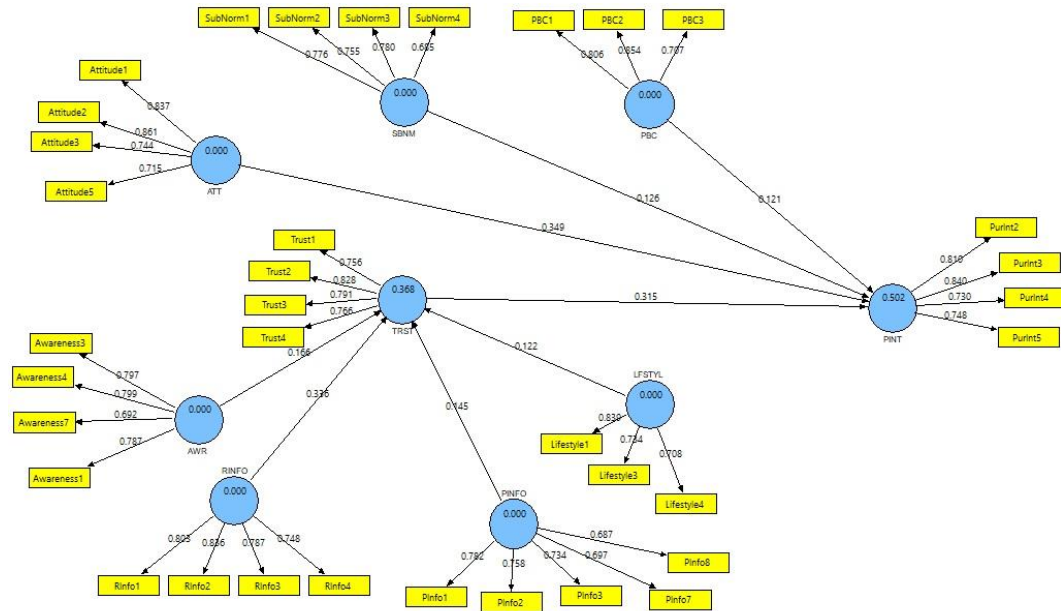 SubNorm1
SubNorm2
SubNorm3
SubNorm4
0.776
0.755
0.780
0.685
0.000
SBNM
PBC1
PBC2
PBC3
0.806
0.854
0.707
0.000
PBC
Attitude1
Attitude2
Attitude3
Attitude5
0.837
0.861
0.744
0.715
0.000
ATT
0.126
0.121
0.349
Trust1
Trust2
Trust3
Trust4
0.756
0.828
0.791
0.766
0.368
TRST
0.315
PurInt2
PurInt3
PurInt4
PurInt5
0.810
0.840
0.730
0.748
0.502
PINT
0.166
0.336
0.145
0.122
Awareness3
Awareness4
Awareness7
Awareness1
0.797
0.799
0.692
0.787
0.000
AWR
LFSTYL
0.000
0.734
0.708
Lifestyle1
Lifestyle3
Lifestyle4
RINFO
0.000
0.836
0.787
0.748
RInfo1
RInfo2
RInfo3
RInfo4
PINFO
0.000
0.782
0.758
0.734
0.697
0.687
PInfo1
PInfo2
PInfo3
PInfo7
PInfo8